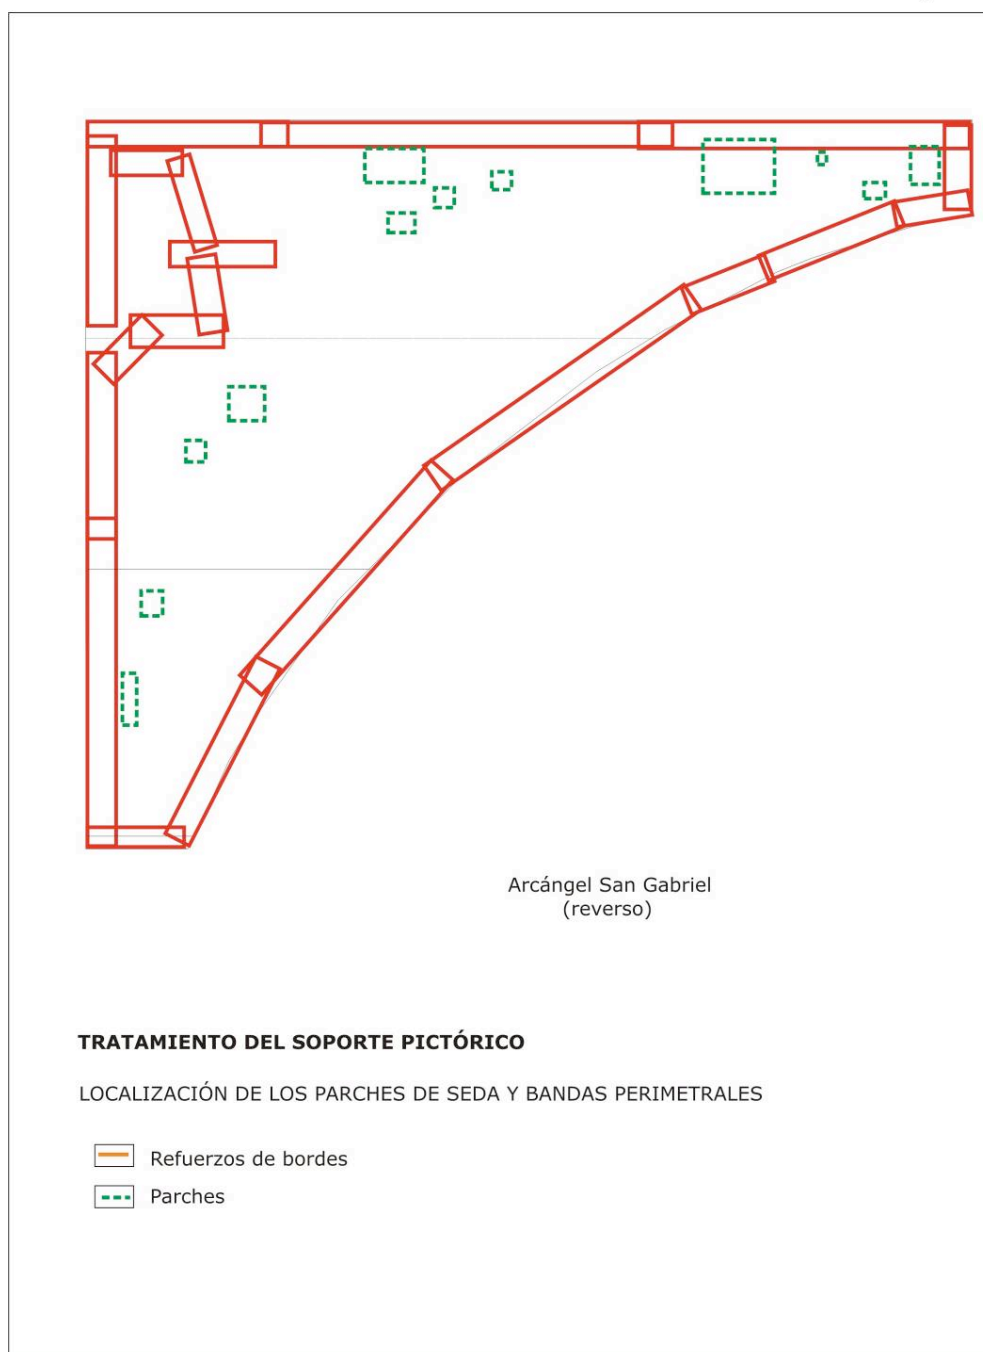 Arcángel San Gabriel
(reverso)
TRATAMIENTO DEL SOPORTE PICTÓRICO
LOCALIZACIÓN DE LOS PARCHES DE SEDA Y BANDAS PERIMETRALES
Refuerzos de bordes
Parches